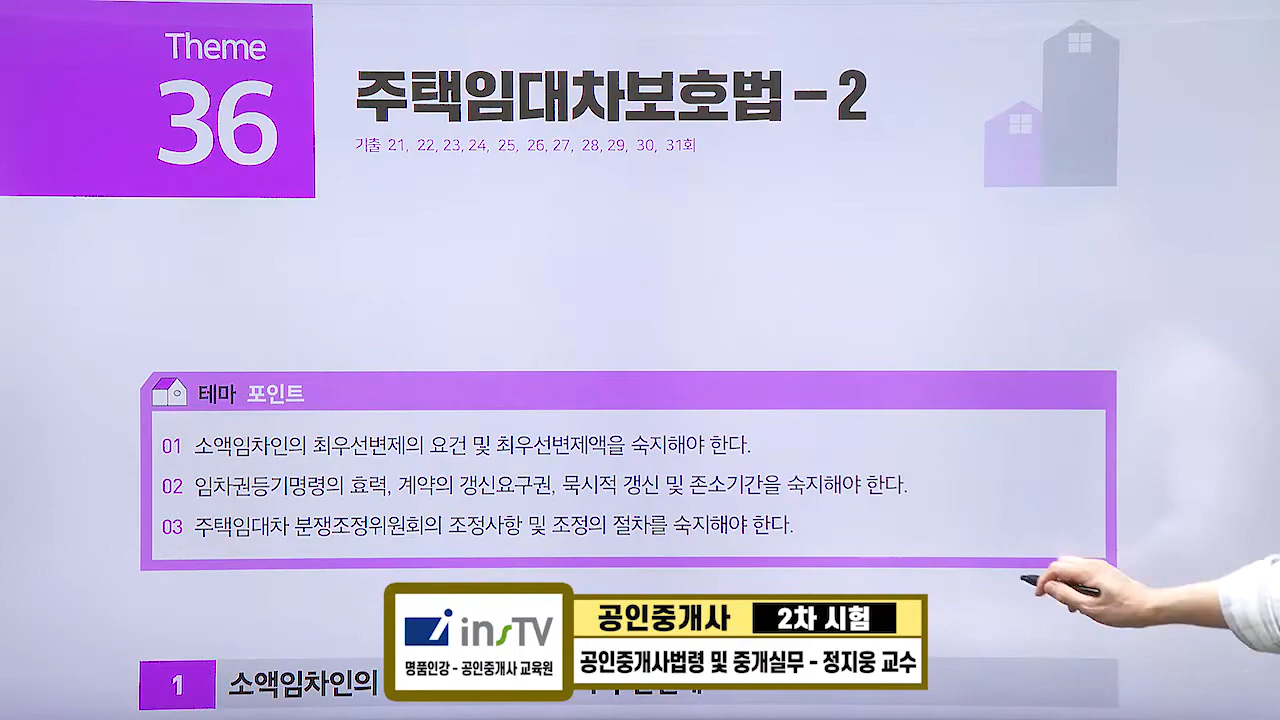 Theme
36
주택임대차보호법 - 2
기출 21, 22, 23, 24, 25, 26, 27, 28, 29, 30, 31회
테마 포인트
01 소액임차인의 최우선변제의 요건 및 최우선변제액을 숙지해야 한다.
02 임차권등기명령의 효력, 계약의 갱신요구권, 묵시적 갱신 및 존소기간을 숙지해야 한다.
03 주택임대차 분쟁조정위원회의 조정사항 및 조정의 절차를 숙지해야 한다.
insTV
명품인강 - 공인중개사 교육원
공인중개사 2차 시험
공인중개사법령 및 중개실무 - 정지웅 교수
1 소액임차인의